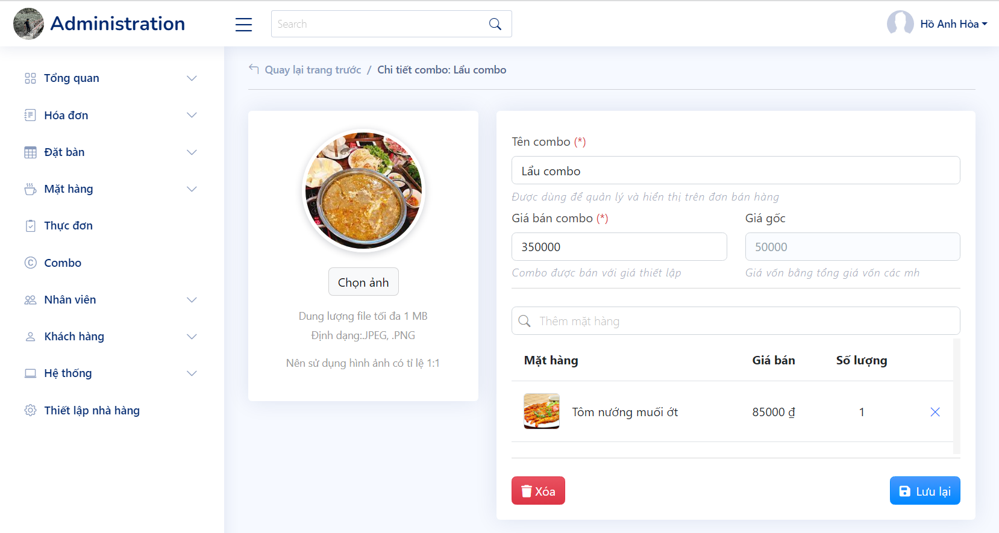 Administration
Search
Hồ Anh Hòa
Tổng quan
Hóa đơn
Đặt bàn
Mặt hàng
Thực đơn
Combo
Nhân viên
Khách hàng
Hệ thống
Thiết lập nhà hàng
Quay lại trang trước / Chi tiết combo: Lẩu combo
Chọn ảnh
Dung lượng file tối đa 1 MB
Định dạng:.JPEG, .PNG
Nên sử dụng hình ảnh có tỉ lệ 1:1
Tên combo (*)
Lẩu combo
Được dùng để quản lý và hiển thị trên đơn bán hàng
Giá bán combo (*) Giá gốc
350000 50000
Combo được bán với giá thiết lập Giá vốn bằng tổng giá vốn các mh
Thêm mặt hàng
Mặt hàng Giá bán Số lượng
Tôm nướng muối ớt 85000 ₫ 1
Xóa Lưu lại